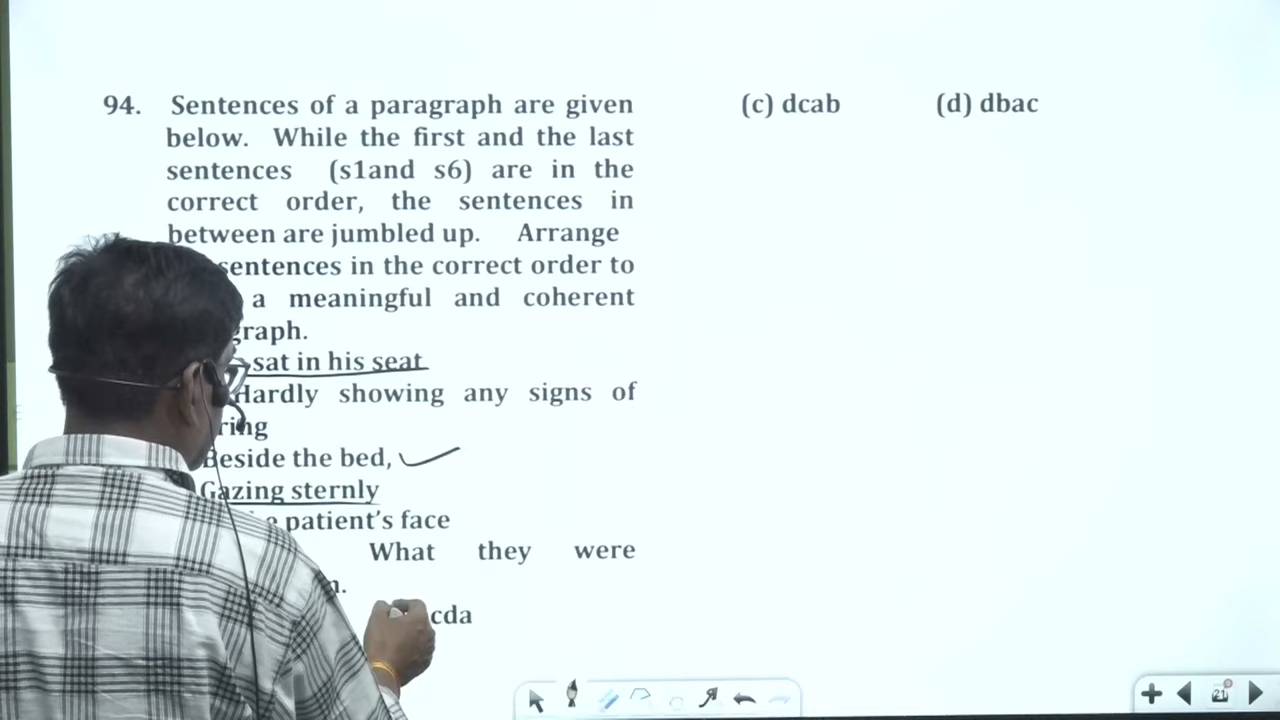 94. Sentences of a paragraph are given
below. While the first and the last
sentences (s1and s6) are in the
correct order, the sentences in
between are jumbled up. Arrange
sentences in the correct order to
a meaningful and coherent
graph.
sat in his seat
Hardly showing any signs of
ring
Beside the bed,
Gazing sternly
patient's face
What they were
cda
(c) dcab (d) dbac
21